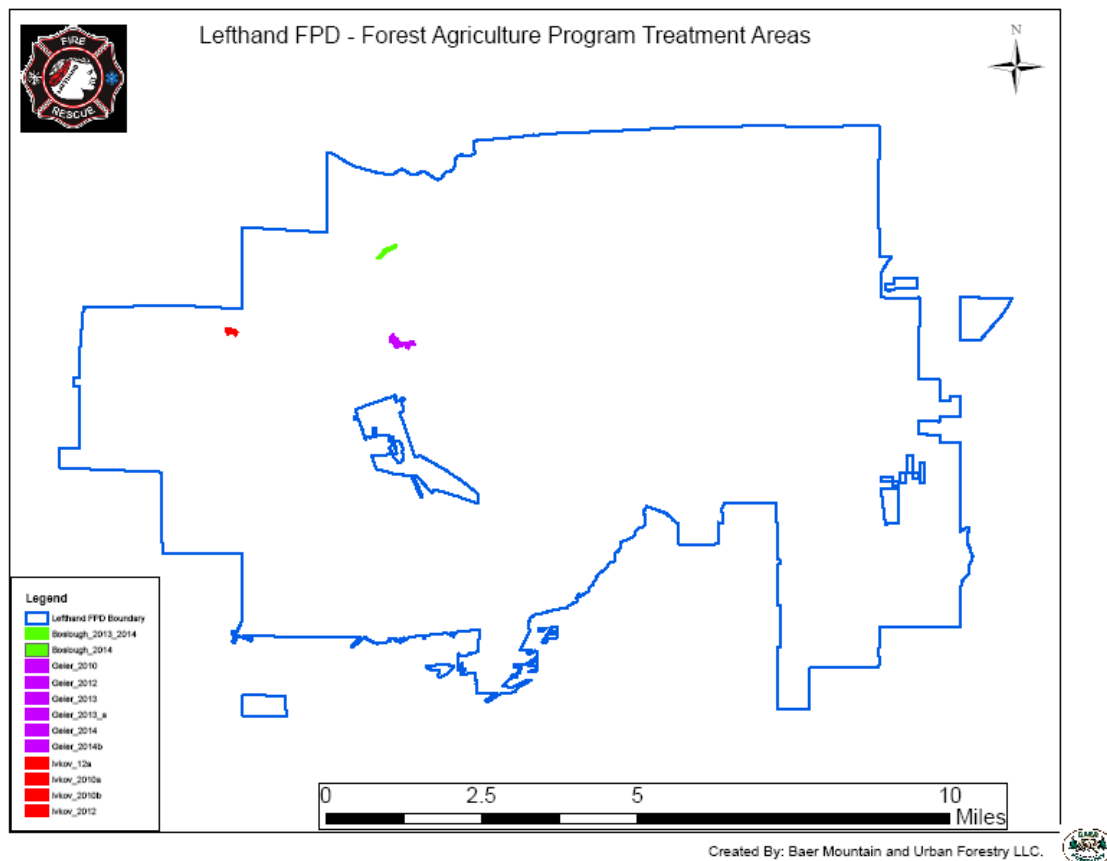 Lefthand FPD - Forest Agriculture Program Treatment Areas
N
FIRE
RESCUE
Legend
Lefthand FPD Boundary
Boslough_2013_2014
Boslough_2014
Geier_2010
Geier_2012
Geier_2013
Geier_2013_a
Geier_2014
Geier_2014b
Ivkov_12a
Ivkov_2010a
Ivkov_2010b
Ivkov_2012
0 2.5 5 10
Miles
Created By: Baer Mountain and Urban Forestry LLC.